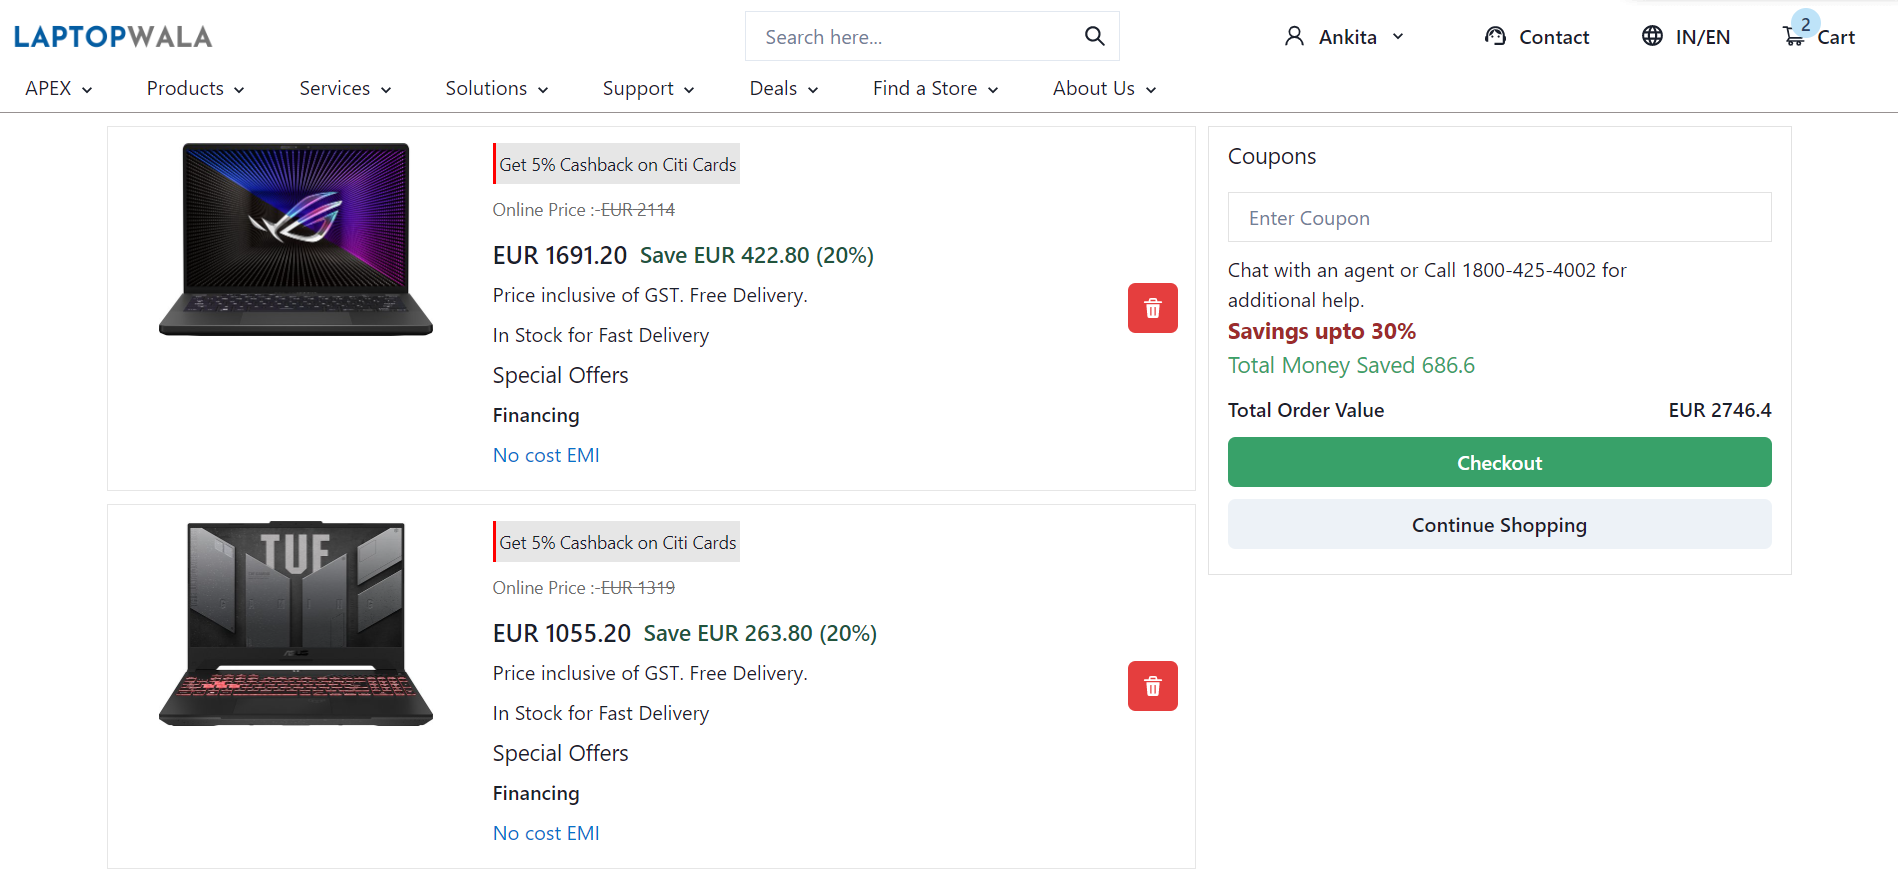 LAPTOPWALA
Search here...
Ankita
Contact
IN/EN
2
Cart
APEX
Products
Services
Solutions
Support
Deals
Find a Store
About Us
Get 5% Cashback on Citi Cards
Online Price :-EUR 2114
EUR 1691.20 Save EUR 422.80 (20%)
Price inclusive of GST. Free Delivery.
In Stock for Fast Delivery
Special Offers
Financing
No cost EMI
TUF
ASUS
Get 5% Cashback on Citi Cards
Online Price :-EUR 1319
EUR 1055.20 Save EUR 263.80 (20%)
Price inclusive of GST. Free Delivery.
In Stock for Fast Delivery
Special Offers
Financing
No cost EMI
Coupons
Enter Coupon
Chat with an agent or Call 1800-425-4002 for
additional help.
Savings upto 30%
Total Money Saved 686.6
Total Order Value EUR 2746.4
Checkout
Continue Shopping